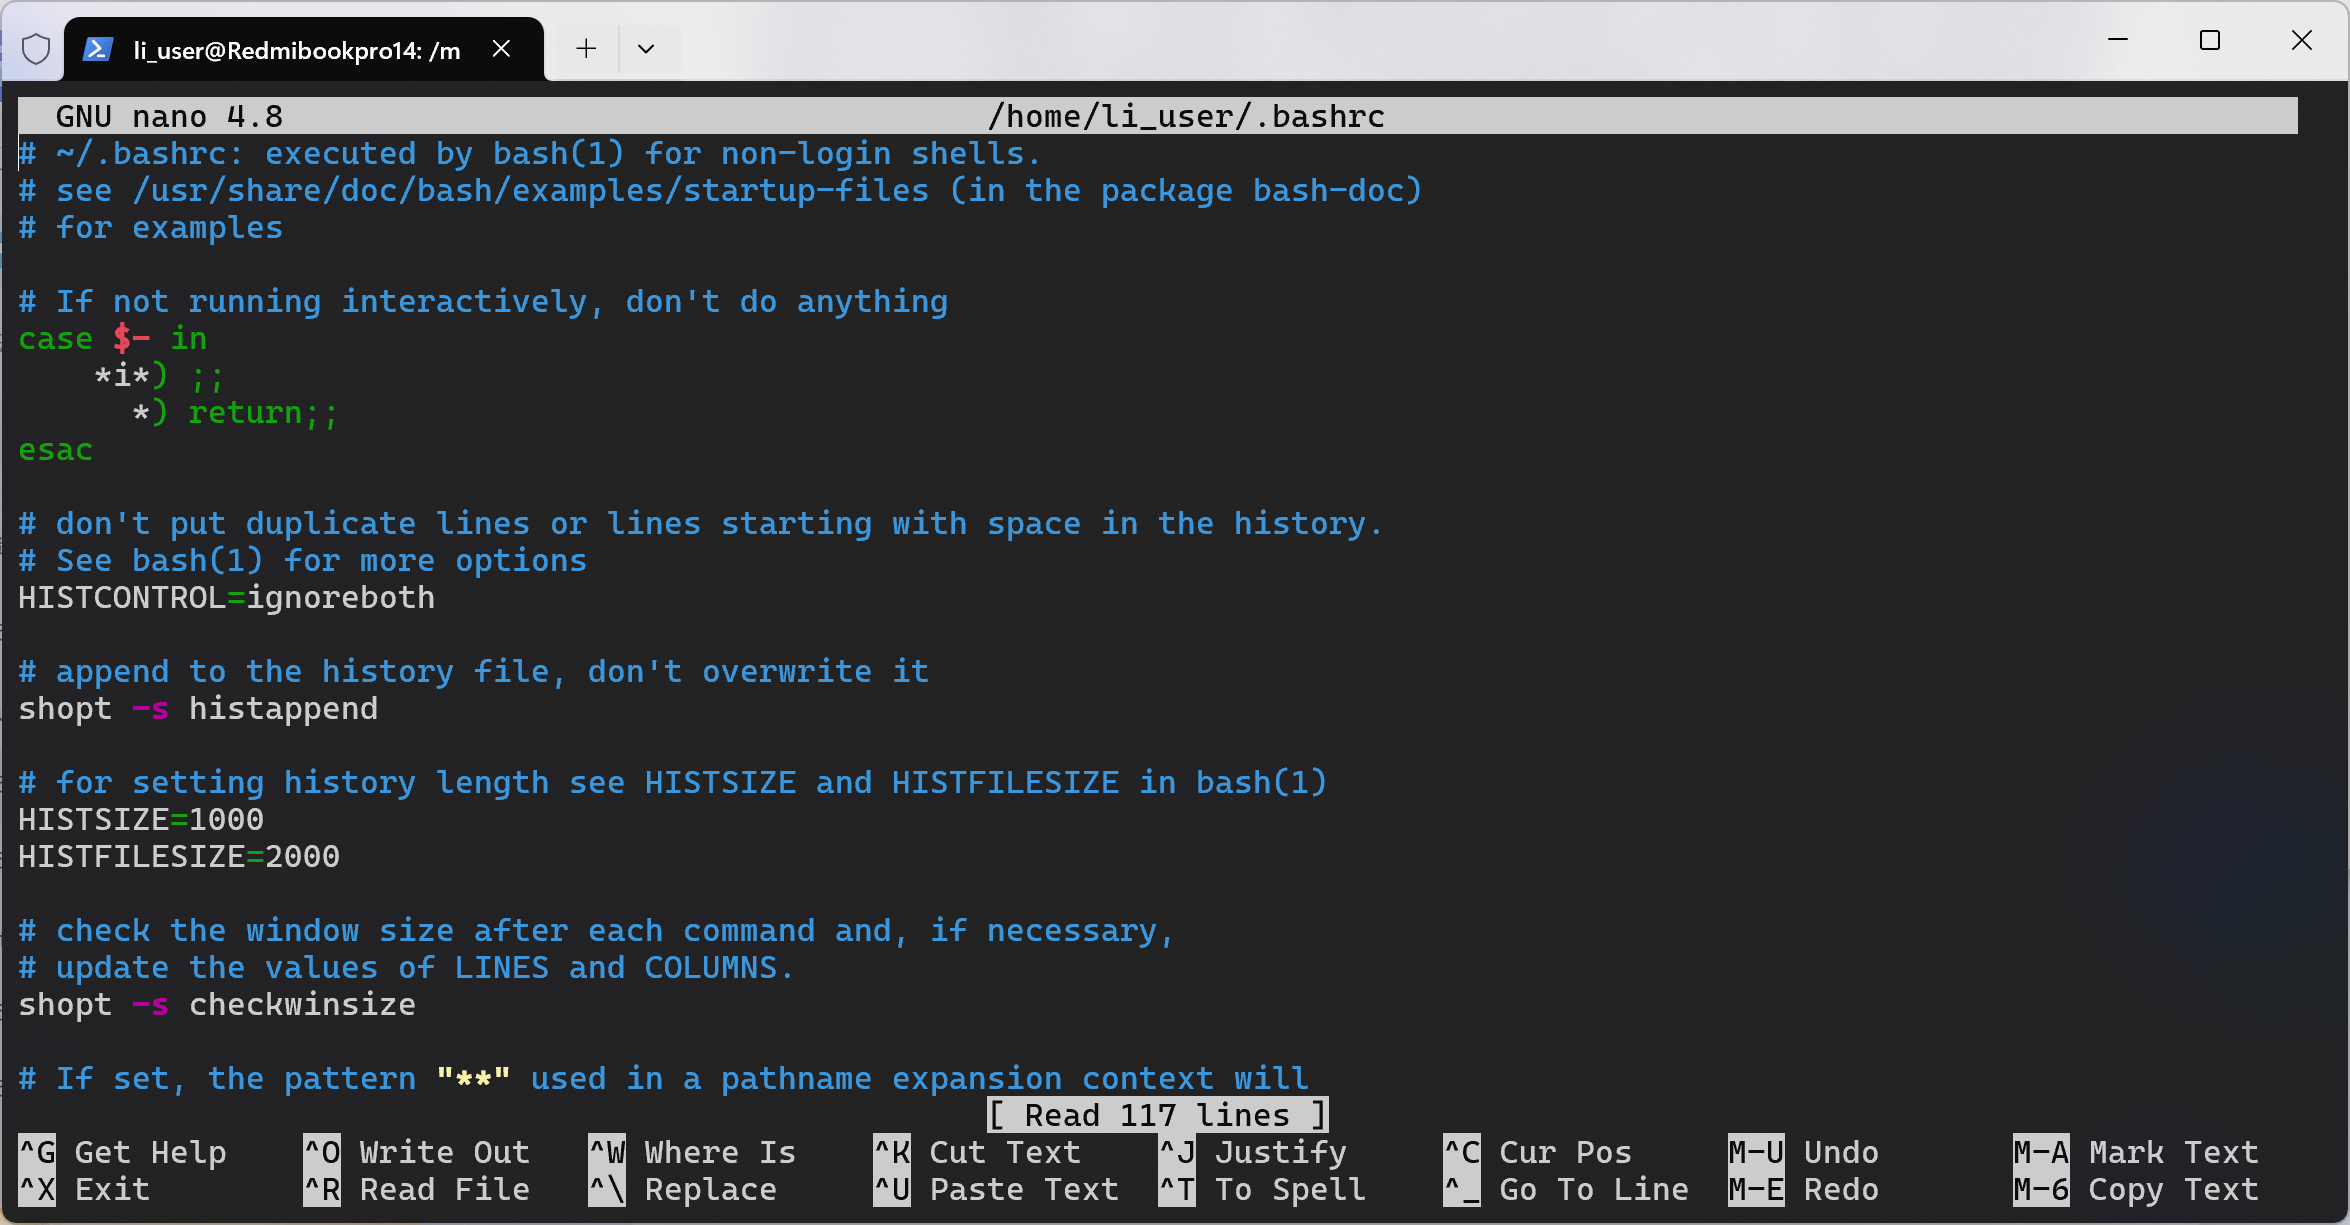 li_user@Redmibookpro14: /m
GNU nano 4.8 /home/li_user/.bashrc
# ~/.bashrc: executed by bash(1) for non-login shells.
# see /usr/share/doc/bash/examples/startup-files (in the package bash-doc)
# for examples

# If not running interactively, don't do anything
case $- in
    *i*) ;;
      *) return;;
esac

# don't put duplicate lines or lines starting with space in the history.
# See bash(1) for more options
HISTCONTROL=ignoreboth

# append to the history file, don't overwrite it
shopt -s histappend

# for setting history length see HISTSIZE and HISTFILESIZE in bash(1)
HISTSIZE=1000
HISTFILESIZE=2000

# check the window size after each command and, if necessary,
# update the values of LINES and COLUMNS.
shopt -s checkwinsize

# If set, the pattern "**" used in a pathname expansion context will
[ Read 117 lines ]
^G Get Help ^O Write Out ^W Where Is ^K Cut Text ^J Justify ^C Cur Pos M-U Undo M-A Mark Text
^X Exit ^R Read File ^\ Replace ^U Paste Text ^T To Spell ^_ Go To Line M-E Redo M-6 Copy Text